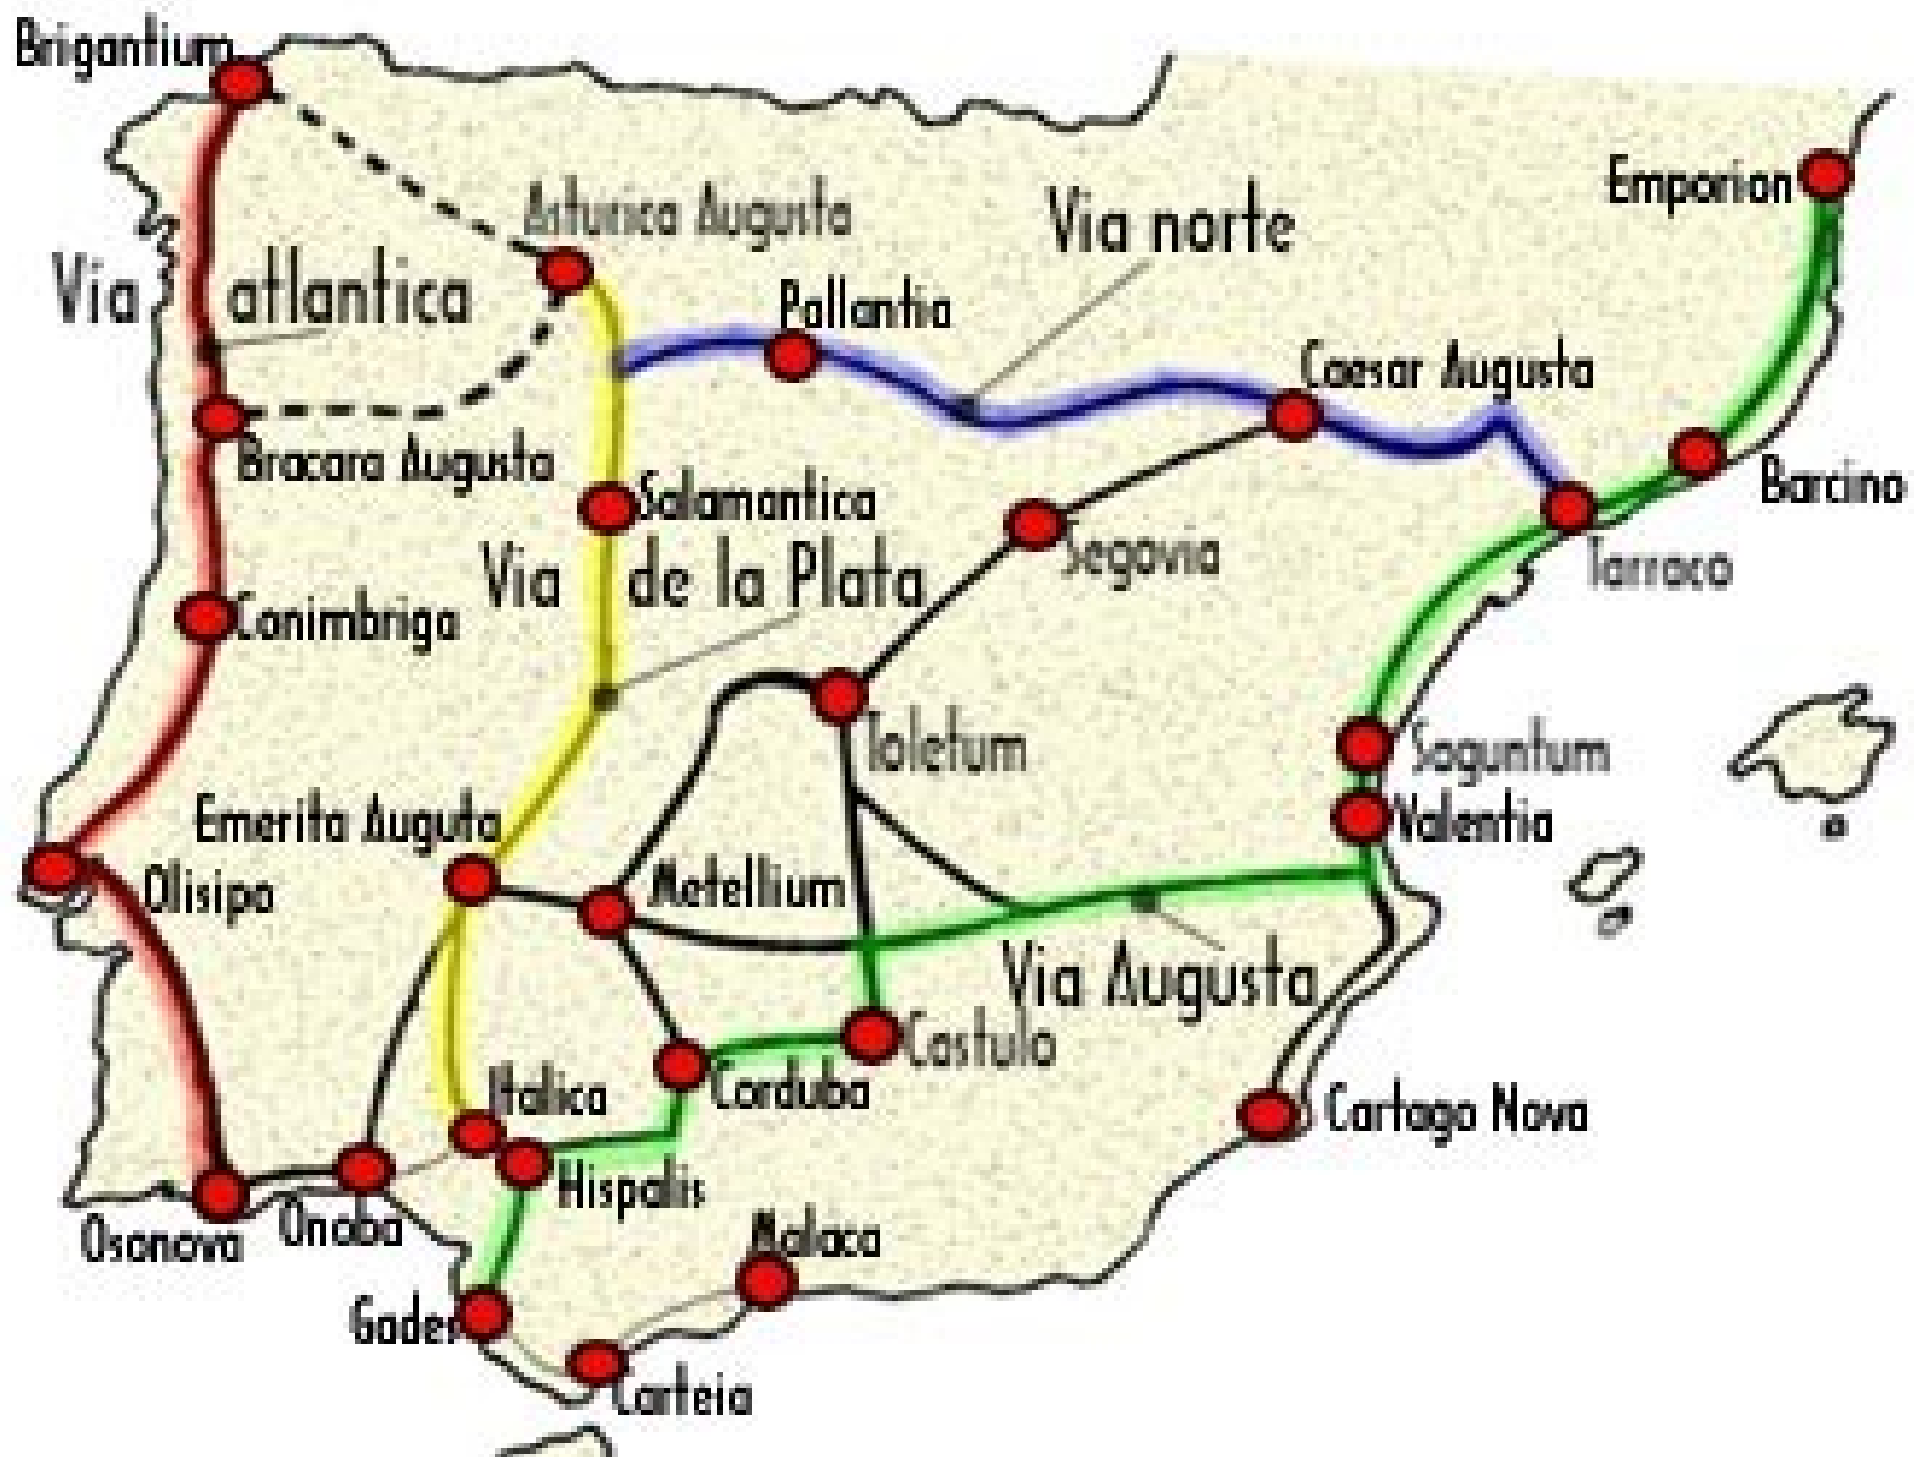 Brigantium
Emporion
Asturica Augusta
Via norte
Via atlantica
Pallantia
Caesar Augusta
Bracara Augusta
Barcino
Salamantica
Segovia
Tarraco
Via de la Plata
Conimbriga
Toletum
Saguntum
Emerita Auguta
Valentia
Olisipo
Metellium
Via Augusta
Castulo
Italica
Corduba
Cartago Nova
Hispalis
Osonova
Onoba
Malaca
Gades
Carteia